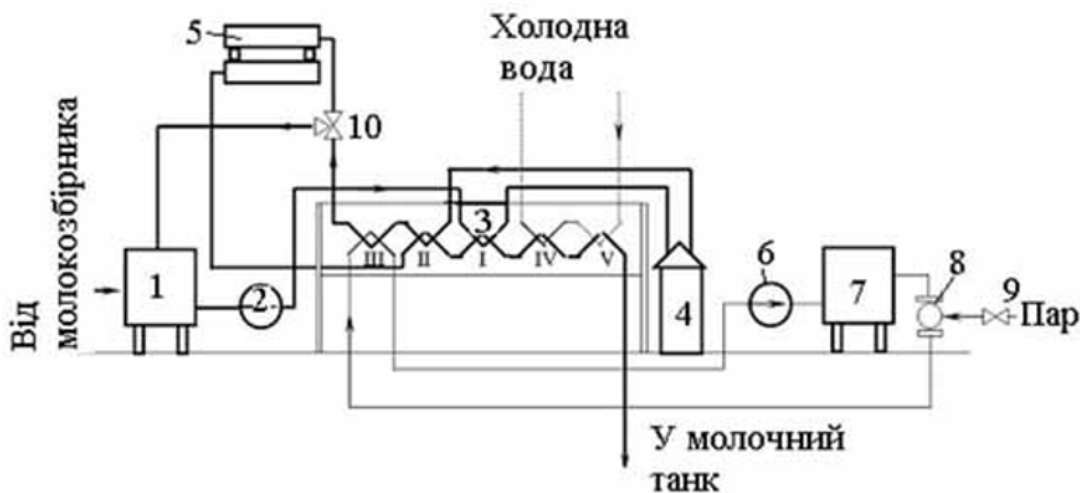 5
Холодна
вода
10
Від
молокозбірника
3
III
II
I
IV
V
1
2
4
6
7
8
9
Пар
У молочний
танк